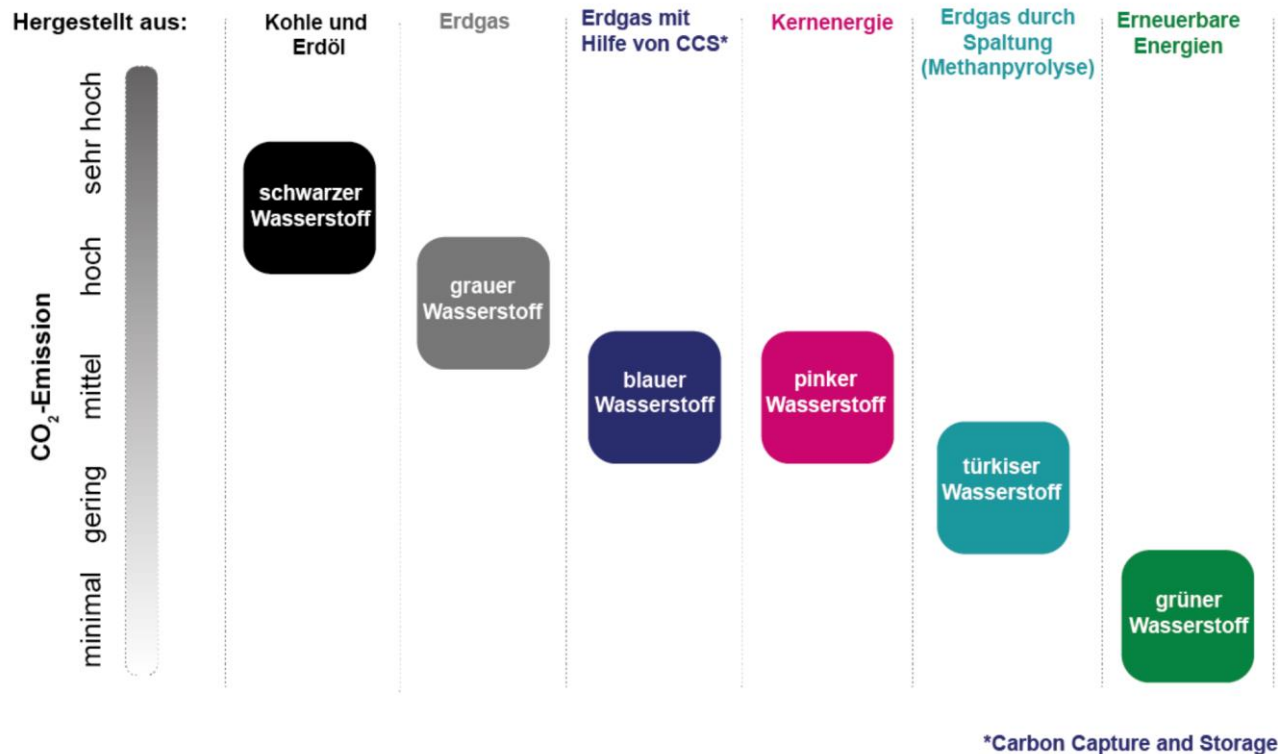 Hergestellt aus:
Kohle und
Erdöl
Erdgas
Erdgas mit
Hilfe von CCS*
Kernenergie
Erdgas durch
Spaltung
(Methanpyrolyse)
Erneuerbare
Energien
CO₂-Emission
sehr hoch
hoch
mittel
gering
minimal
schwarzer
Wasserstoff
grauer
Wasserstoff
blauer
Wasserstoff
pinker
Wasserstoff
türkiser
Wasserstoff
grüner
Wasserstoff
*Carbon Capture and Storage